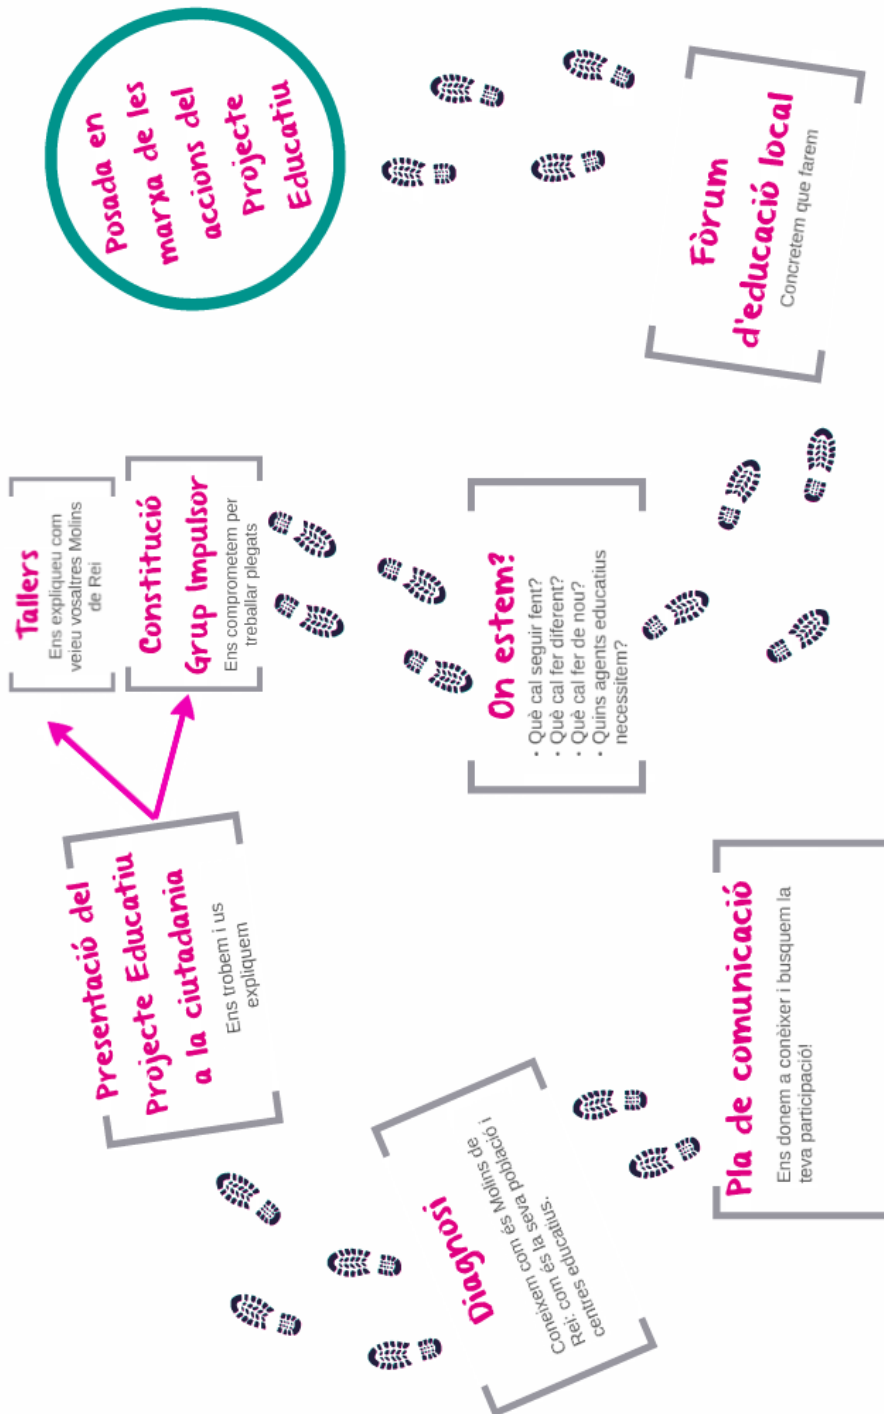 Pla de comunicació
Ens donem a conèixer i busquem la
teva participació!
Diagnosi
Coneixem com és Molins de
Rei: com és la seva població i
centres educatius.
Presentació del
Projecte Educatiu
a la ciutadania
Ens trobem i us
expliquem
Tallers
Ens expliqueu com
veieu vosaltres Molins
de Rei
Constitució
Grup Impulsor
Ens comprometem per
treballar plegats
On estem?
• Què cal seguir fent?
• Què cal fer diferent?
• Què cal fer de nou?
• Quins agents educatius
necessitem?
Fòrum
d'educació local
Concretem que farem
Posada en
marxa de les
accions del
Projecte
Educatiu